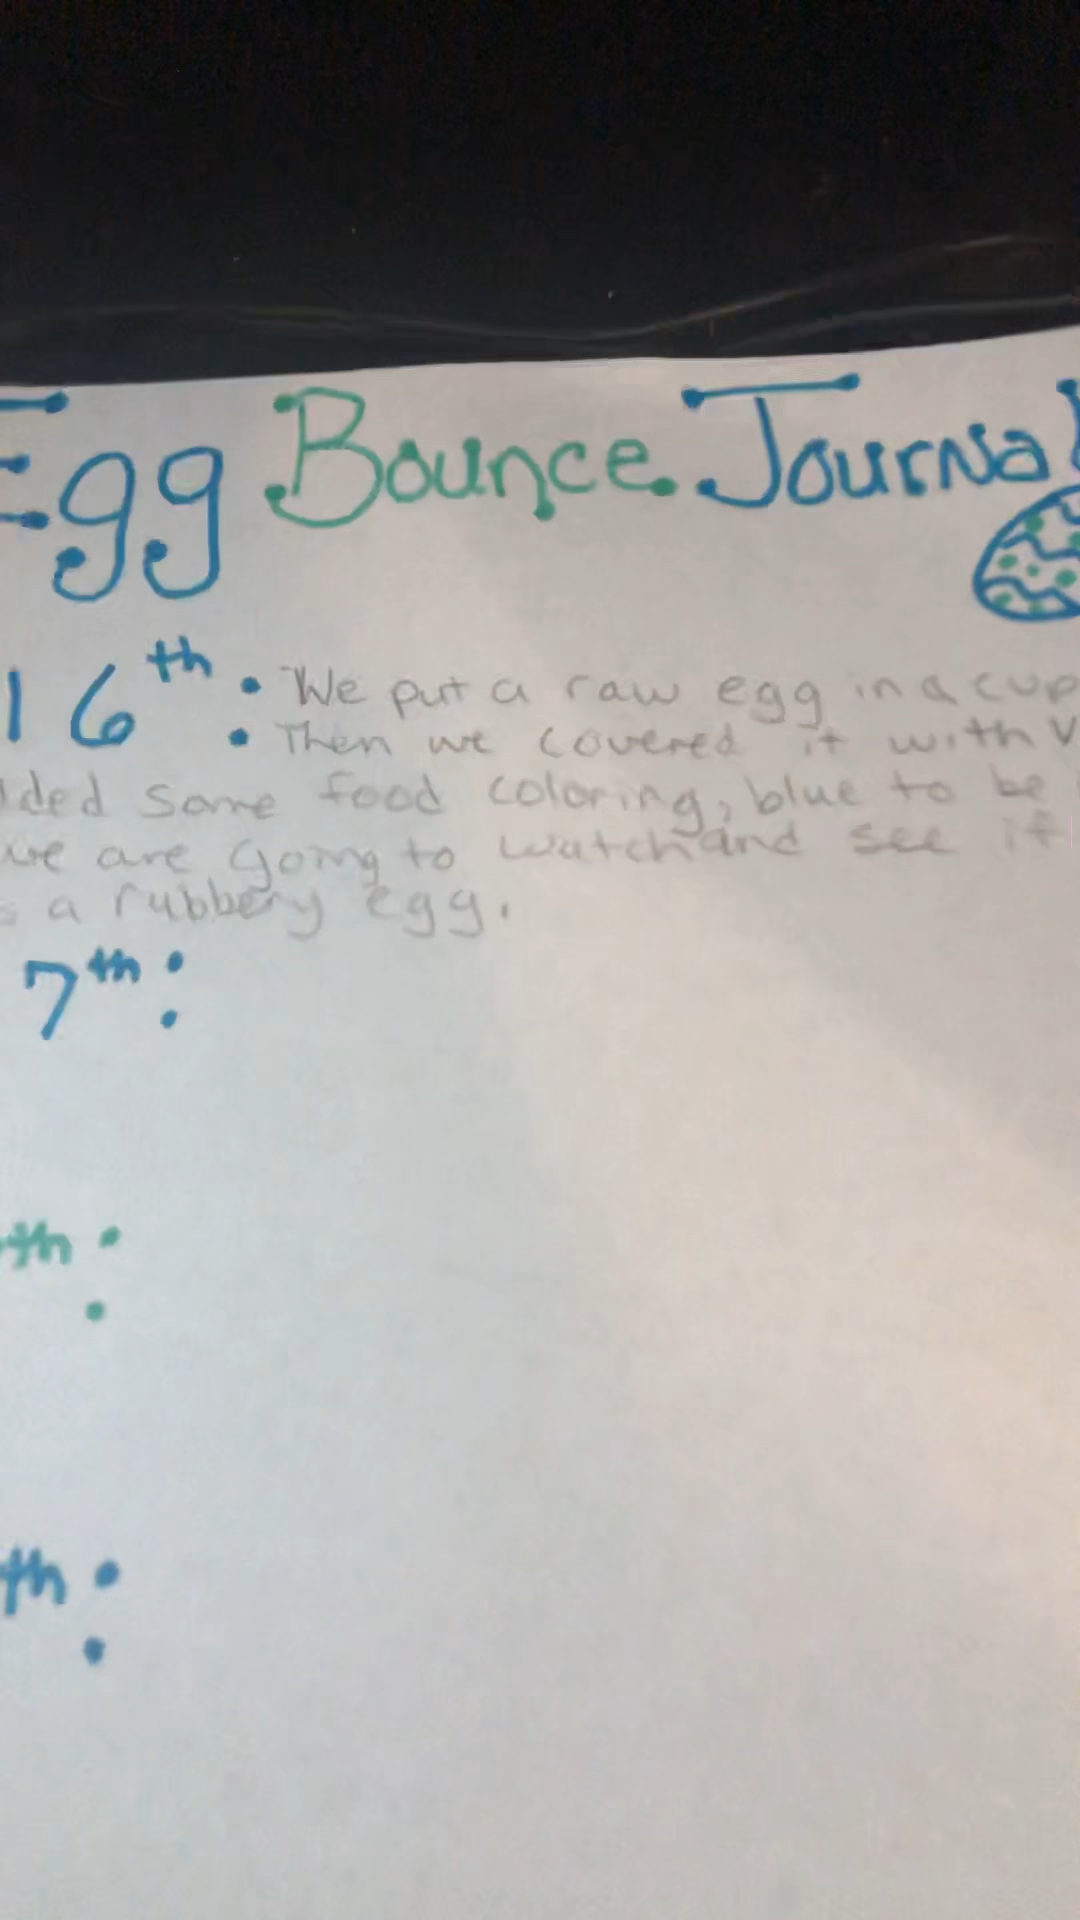 Egg Bounce Journal
16th: We put a raw egg in a cup
Then we covered it with v
dded some food coloring, blue to be
we are going to watch and see if
s a rubbery egg.
7th:
th:
th: